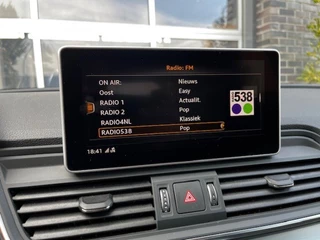 Radio: FM
ON AIR: Nieuws
Oost Easy
RADIO 1 Actualit.
RADIO 2 Pop
RADIO4NL Klassiek
RADIO538 Pop
538
18:41